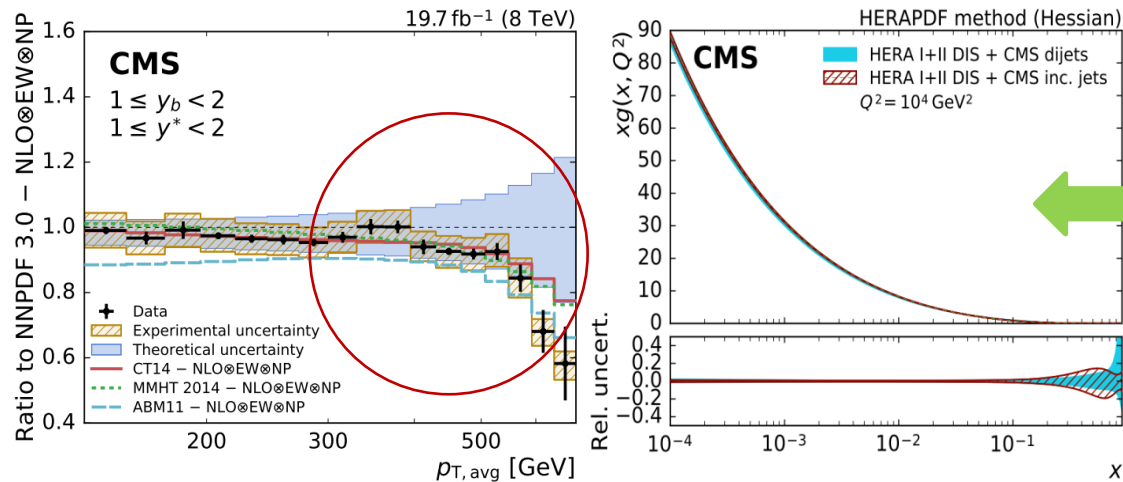 19.7 fb⁻¹ (8 TeV)
Ratio to NNPDF 3.0 − NLO⊗EW⊗NP
1.6
1.4
1.2
1.0
0.8
0.6
0.4
CMS
1 ≤ y_b < 2
1 ≤ y* < 2
Data
Experimental uncertainty
Theoretical uncertainty
CT14 − NLO⊗EW⊗NP
MMHT 2014 − NLO⊗EW⊗NP
ABM11 − NLO⊗EW⊗NP
200 300 500
p_T, avg [GeV]
HERAPDF method (Hessian)
xg(x, Q²)
90
80
70
60
50
40
30
20
10
0
CMS
HERA I+II DIS + CMS dijets
HERA I+II DIS + CMS inc. jets
Q² = 10⁴ GeV²
Rel. uncert.
0.4
0.2
0.0
−0.2
−0.4
10⁻⁴ 10⁻³ 10⁻² 10⁻¹
x